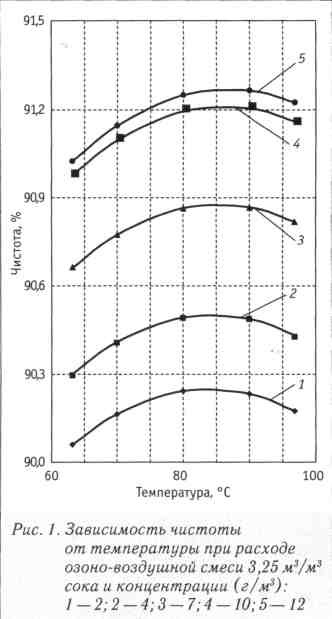 91,5
91,2
90,9
90,6
90,3
90,0
Чистота, %
5
4
3
2
1
60
80
100
Температура, °С
Рис. 1. Зависимость чистоты
от температуры при расходе
озоно-воздушной смеси 3,25 м³/м³
сока и концентрации (г/м³):
1 — 2; 2 — 4; 3 — 7; 4 — 10; 5 — 12